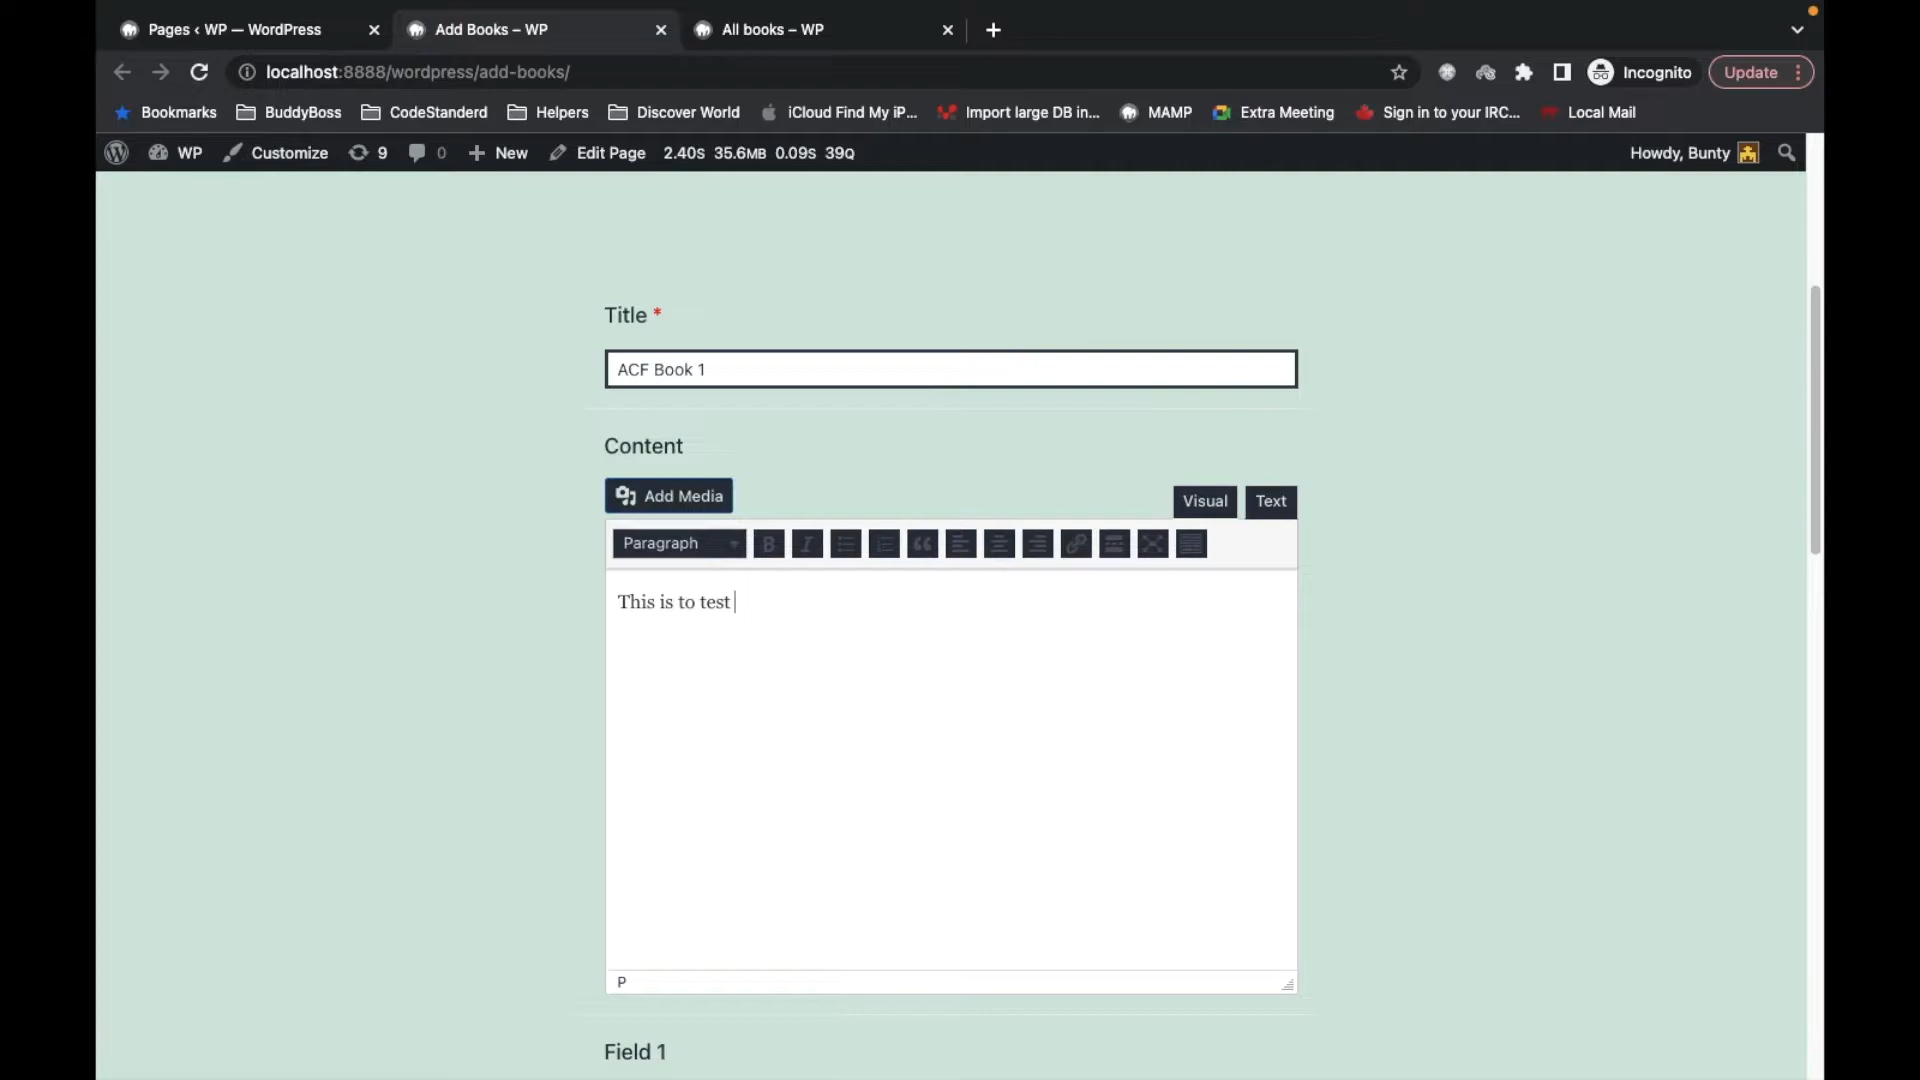 Pages ‹ WP — WordPress
Add Books – WP
All books – WP
localhost:8888/wordpress/add-books/
Incognito
Update
Bookmarks
BuddyBoss
CodeStanderd
Helpers
Discover World
iCloud Find My iP...
Import large DB in...
MAMP
Extra Meeting
Sign in to your IRC...
Local Mail
WP
Customize
9
0
New
Edit Page
2.40S 35.6MB 0.09S 39Q
Howdy, Bunty
Title *
ACF Book 1
Content
Add Media
Visual
Text
Paragraph
B
I
This is to test
P
Field 1